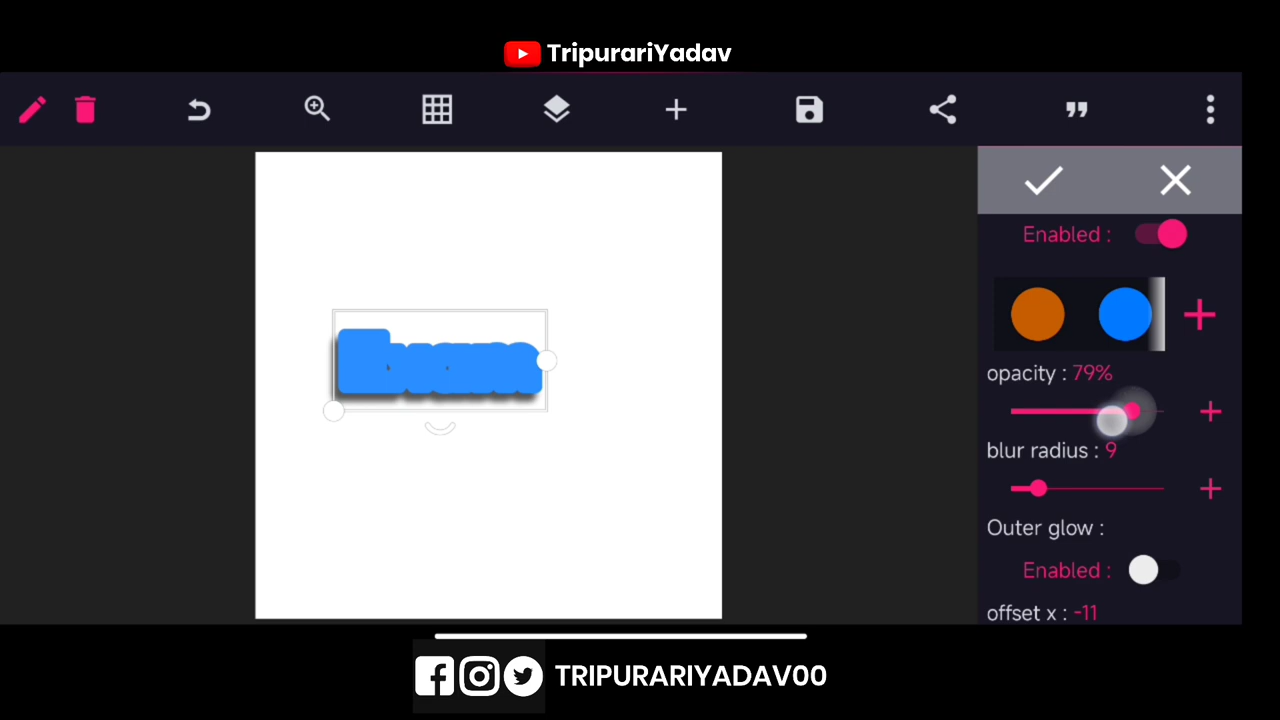 TripurariYadav
Enabled :
opacity : 79%
blur radius : 9
Outer glow :
Enabled :
offset x : -11
TRIPURARIYADAV00